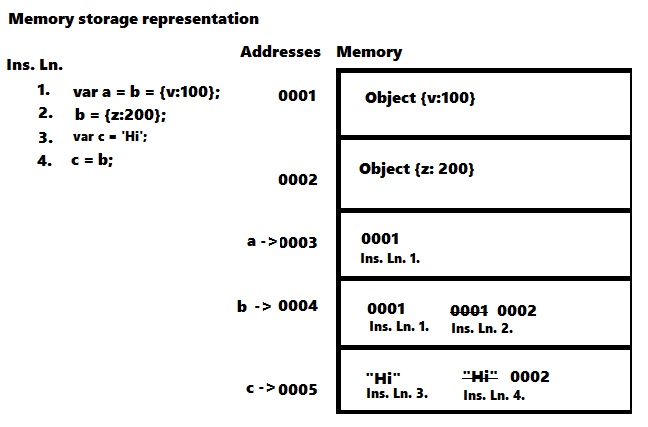 Memory storage representation
Addresses Memory
Ins. Ln.
1. var a = b = {v:100};
2. b = {z:200};
3. var c = 'Hi';
4. c = b;
0001 Object {v:100}
0002 Object {z: 200}
a ->0003 0001
Ins. Ln. 1.
b -> 0004 0001 0001 0002
Ins. Ln. 1. Ins. Ln. 2.
c ->0005 "Hi" "Hi" 0002
Ins. Ln. 3. Ins. Ln. 4.